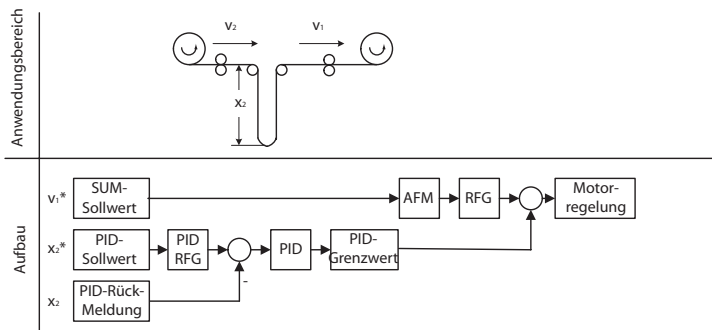 Anwendungsbereich
v₂
v₁
x₂
Aufbau
v₁*
SUM-
Sollwert
AFM
RFG
Motor-
regelung
x₂*
PID-
Sollwert
PID
RFG
PID
PID-
Grenzwert
-
x₂
PID-Rück-
Meldung